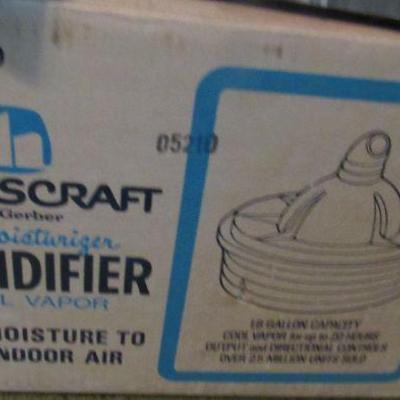 05210
SCRAFT
Gerber
oisturizer
IDIFIER
L VAPOR
OISTURE TO
NDOOR AIR
1.8 GALLON CAPACITY
COOL VAPOR for up to 20 HOURS
OUTPUT and DIRECTIONAL CONTROLS
OVER 2.5 MILLION UNITS SOLD